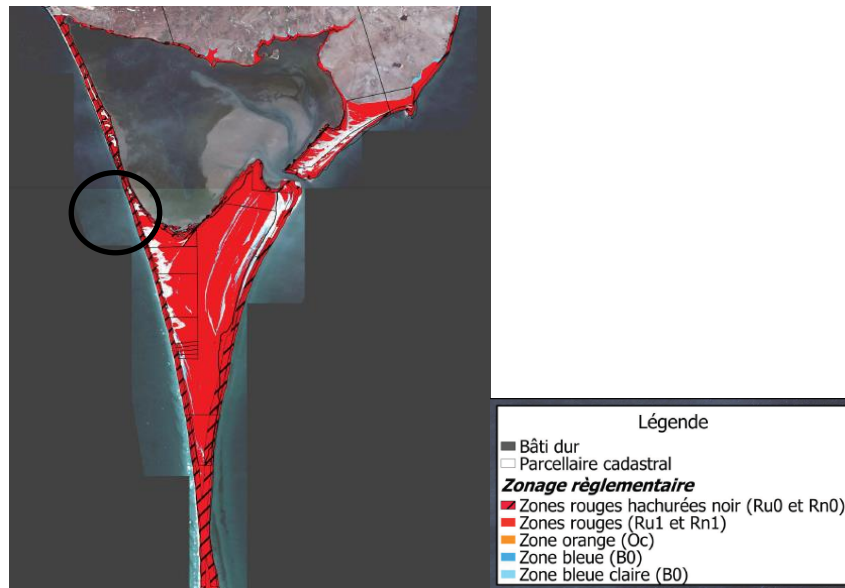 Légende
Bâti dur
Parcellaire cadastral
Zonage règlementaire
Zones rouges hachurées noir (Ru0 et Rn0)
Zones rouges (Ru1 et Rn1)
Zone orange (Oc)
Zone bleue (B0)
Zone bleue claire (B0)